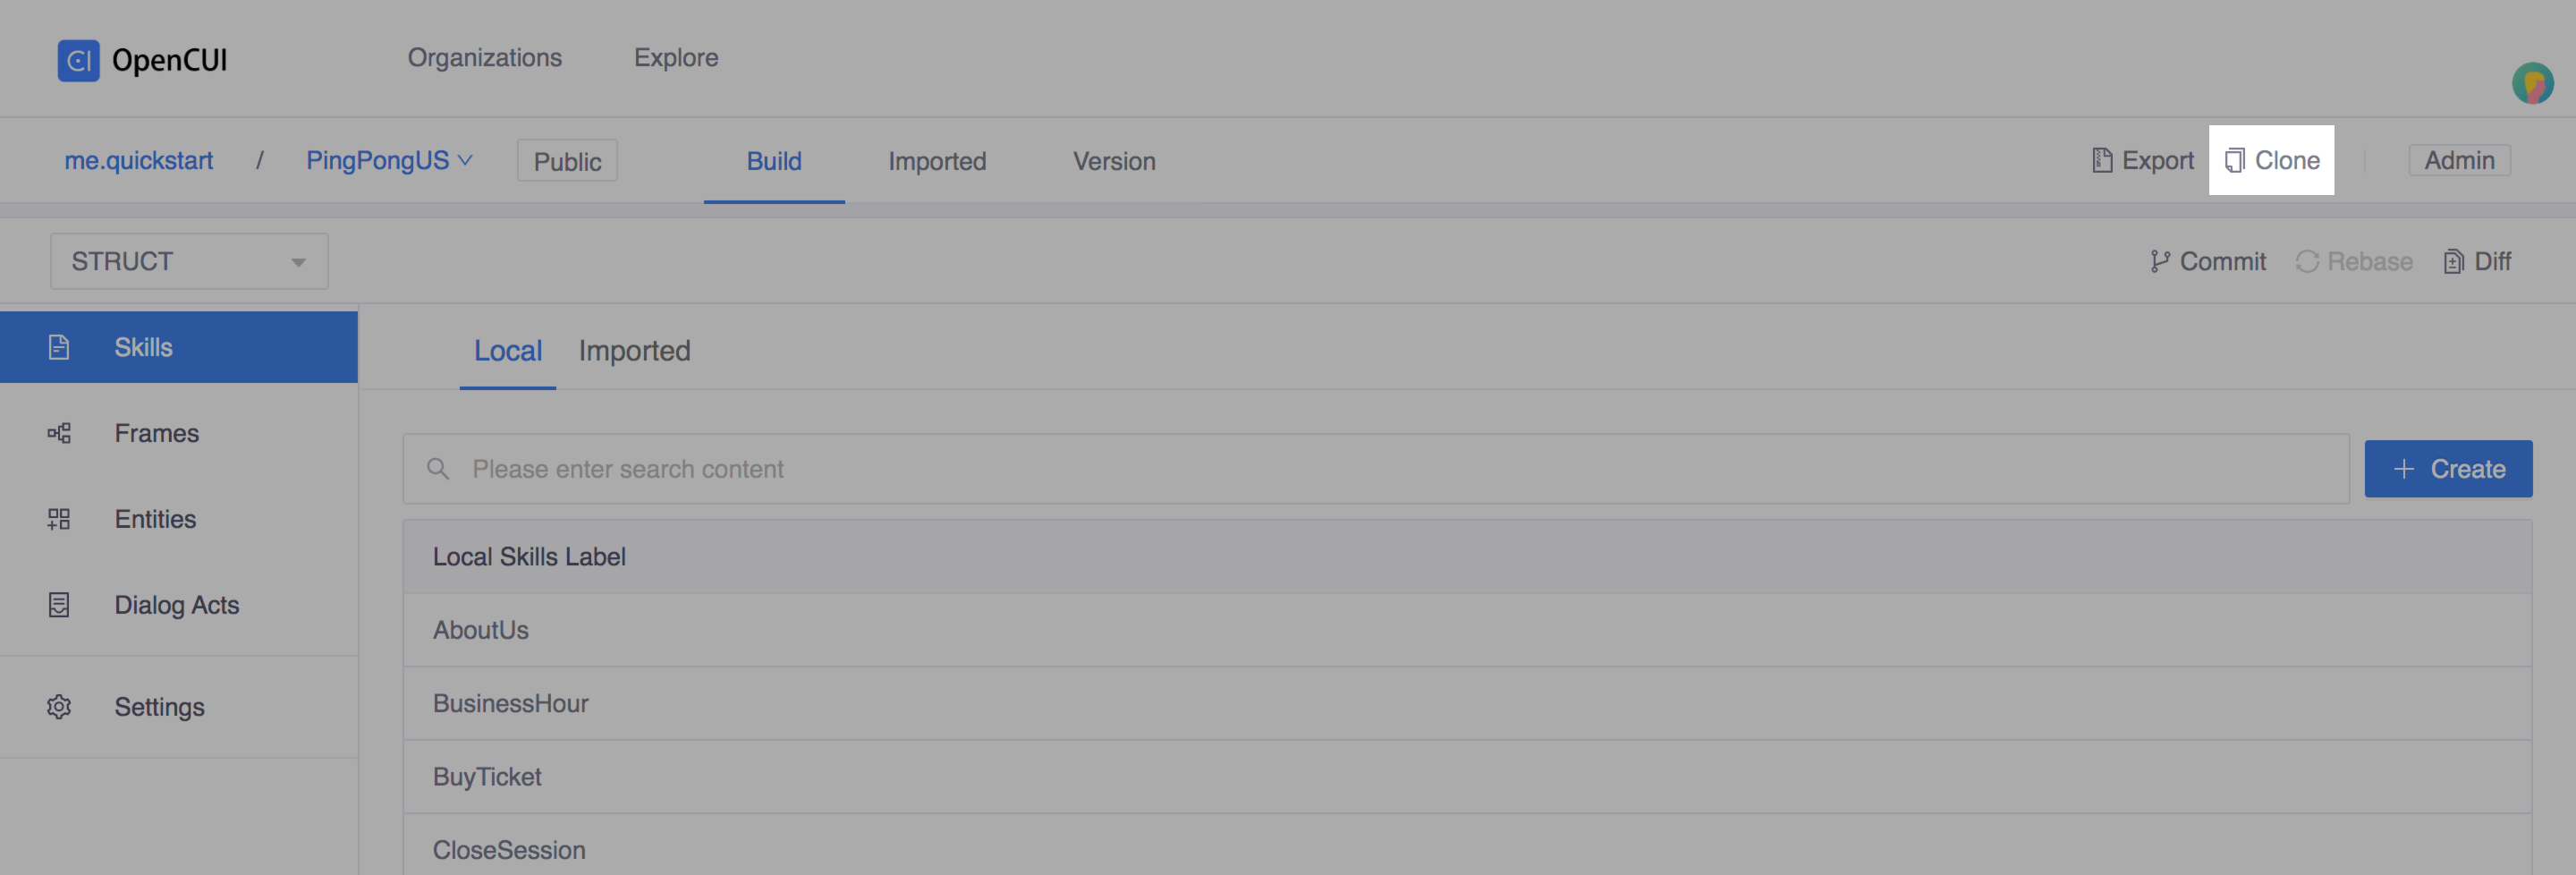 OpenCUI
Organizations Explore
me.quickstart / PingPongUS Public Build Imported Version Export Clone Admin
STRUCT Commit Rebase Diff
Skills
Frames
Entities
Dialog Acts
Settings
Local Imported
Please enter search content + Create
Local Skills Label
AboutUs
BusinessHour
BuyTicket
CloseSession